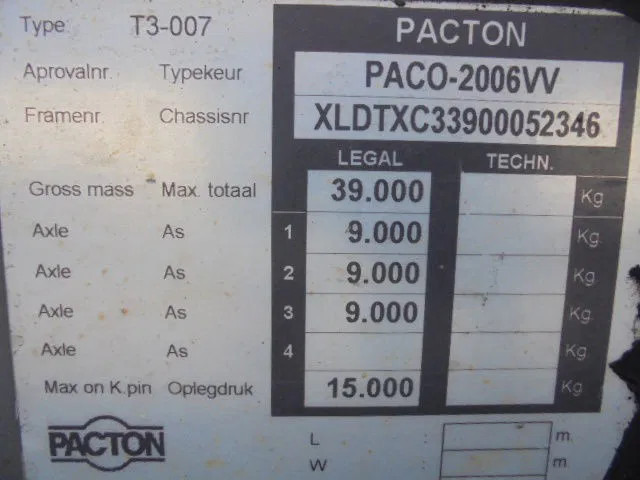 Type T3-007 PACTON
Aprovalnr. Typekeur PACO-2006VV
Framenr. Chassisnr XLDTXC33900052346
LEGAL TECHN.
Gross mass Max. totaal 39.000 Kg
Axle As 1 9.000 Kg
Axle As 2 9.000 Kg
Axle As 3 9.000 Kg
Axle As 4 Kg
Max on K.pin Oplegdruk 15.000 Kg
PACTON L m.
W m.